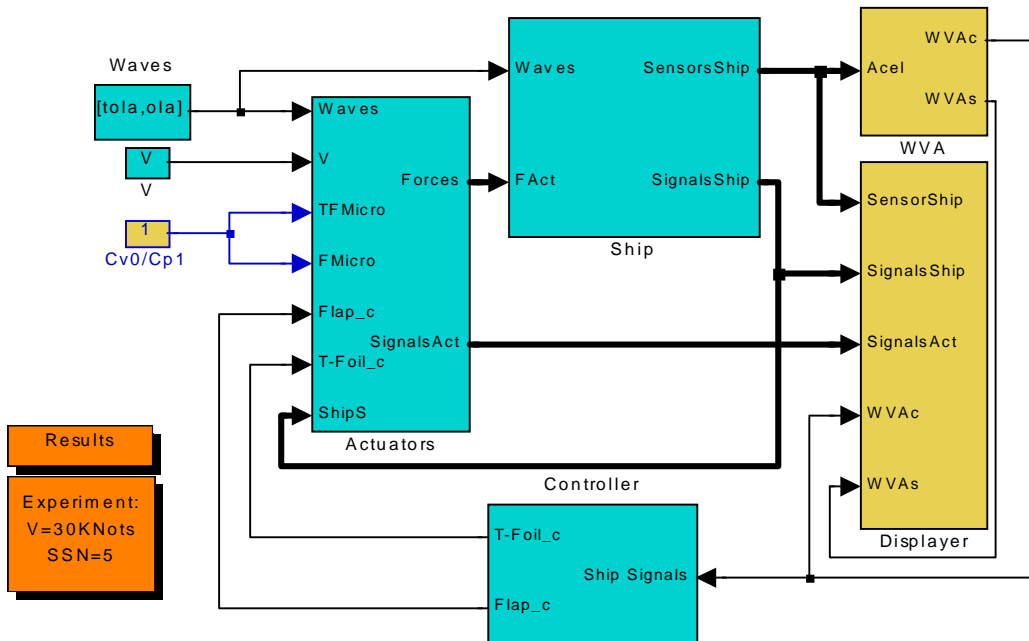 Waves
[tola,ola]
V
V
1
Cv0/Cp1
Waves
V
TFMicro
FMicro
Flap_c
T-Foil_c
ShipS
Forces
SignalsAct
Actuators
Waves
FAct
SensorsShip
SignalsShip
Ship
Acel
WVAc
WVAs
WVA
SensorShip
SignalsShip
SignalsAct
WVAc
WVAs
Displayer
Controller
T-Foil_c
Flap_c
Ship Signals
Results
Experiment:
V=30KNots
SSN=5